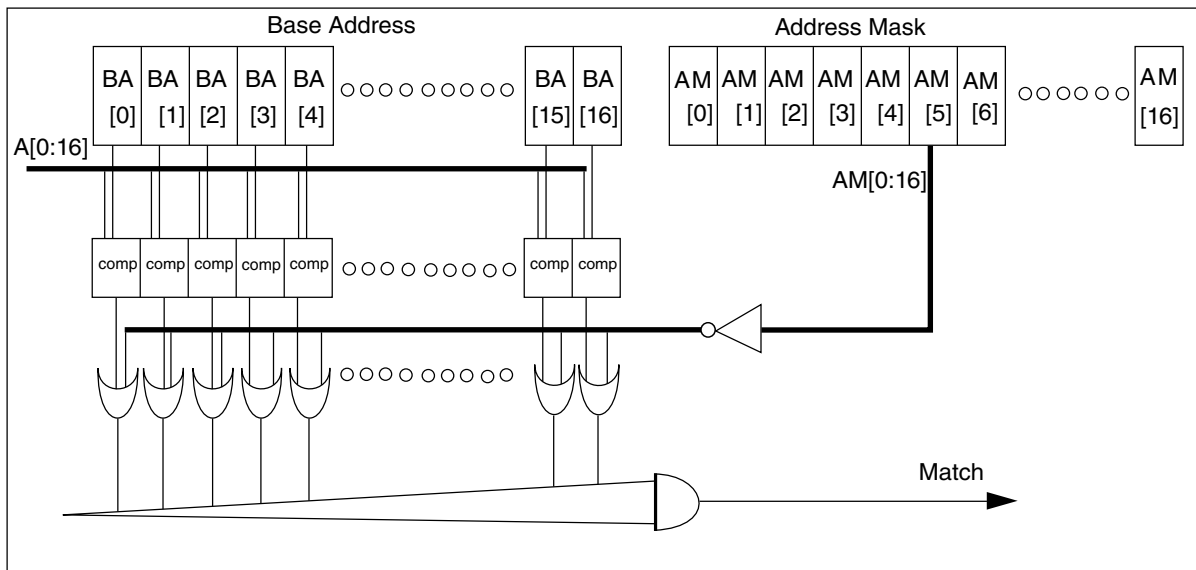 Base Address
Address Mask
BA [0] BA [1] BA [2] BA [3] BA [4] BA [15] BA [16]
AM [0] AM [1] AM [2] AM [3] AM [4] AM [5] AM [6] AM [16]
A[0:16]
AM[0:16]
comp comp comp comp comp comp comp
Match